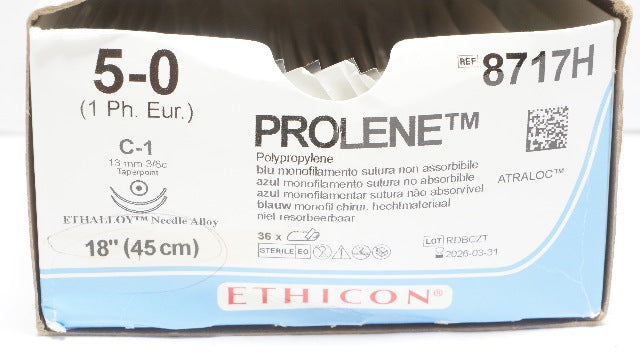 5-0
(1 Ph. Eur.)
C-1
13 mm 3/8c
Taperpoint
ETHALLOY™ Needle Alloy
18" (45 cm)
REF 8717H
PROLENE™
Polypropylene
blu monofilamento sutura non assorbibile
azul monofilamento sutura no absorbible
azul monofilamentar sutura não absorvível
blauw monofil chirur. hechtmateriaal
niet resorbeerbaar
36 x
STERILE EO
ATRALOC™
LOT RDBCZT
2026-03-31
ETHICON®